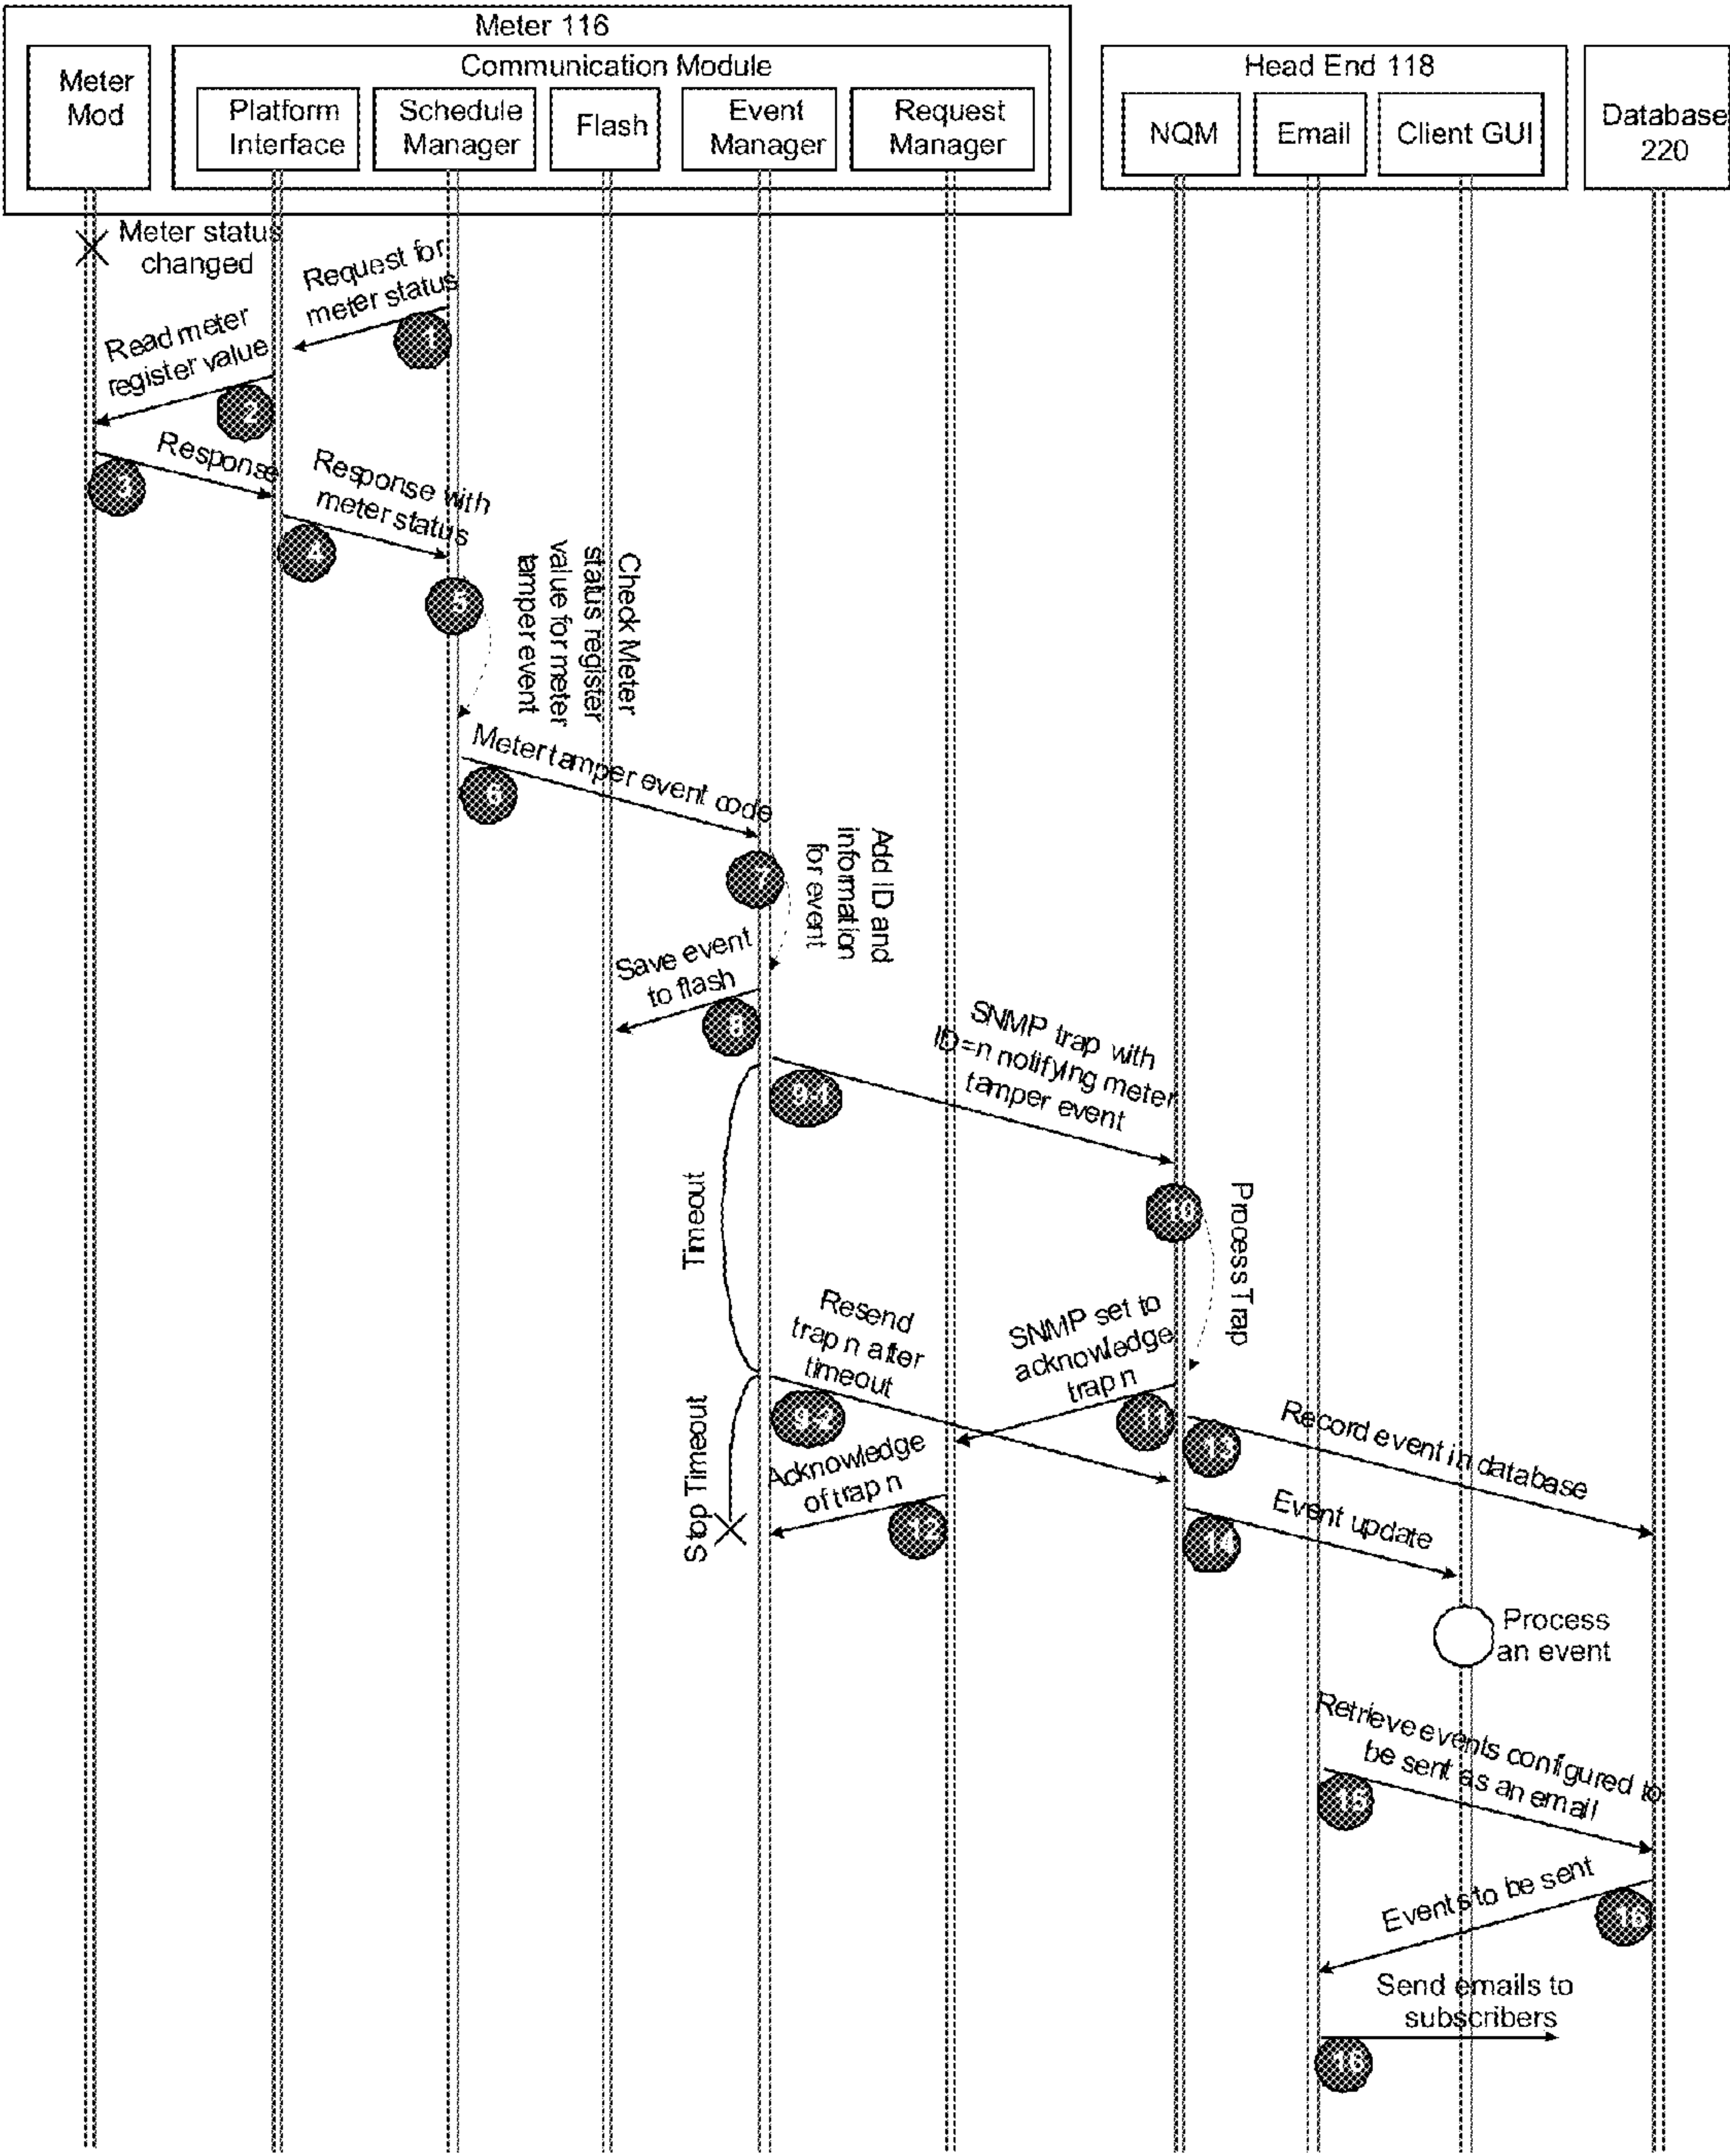 Meter 116
Communication Module
Meter
Mod
Platform
Interface
Schedule
Manager
Flash
Event
Manager
Request
Manager
Head End 118
NQM
Email
Client GUI
Database
220
Meter status
changed
Request for
meter status
1
Read meter
register value
2
Response
3
Response with
meter status
4
5
Check Meter
status register
value for meter
tamper event
Meter tamper event code
6
7
Add ID and
information
for event
Save event
to flash
8
SNMP trap with
ID=n notifying meter
tamper event
9-1
Timeout
10
Process Trap
Resend
trap n after
timeout
9-2
SNMP set to
acknowledge
trap n
11
13
Record event in database
Stop Timeout
Acknowledge
of trap n
12
Event update
14
Process
an event
Retrieve events configured to
be sent as an email
15
Events to be sent
16
Send emails to
subscribers
16